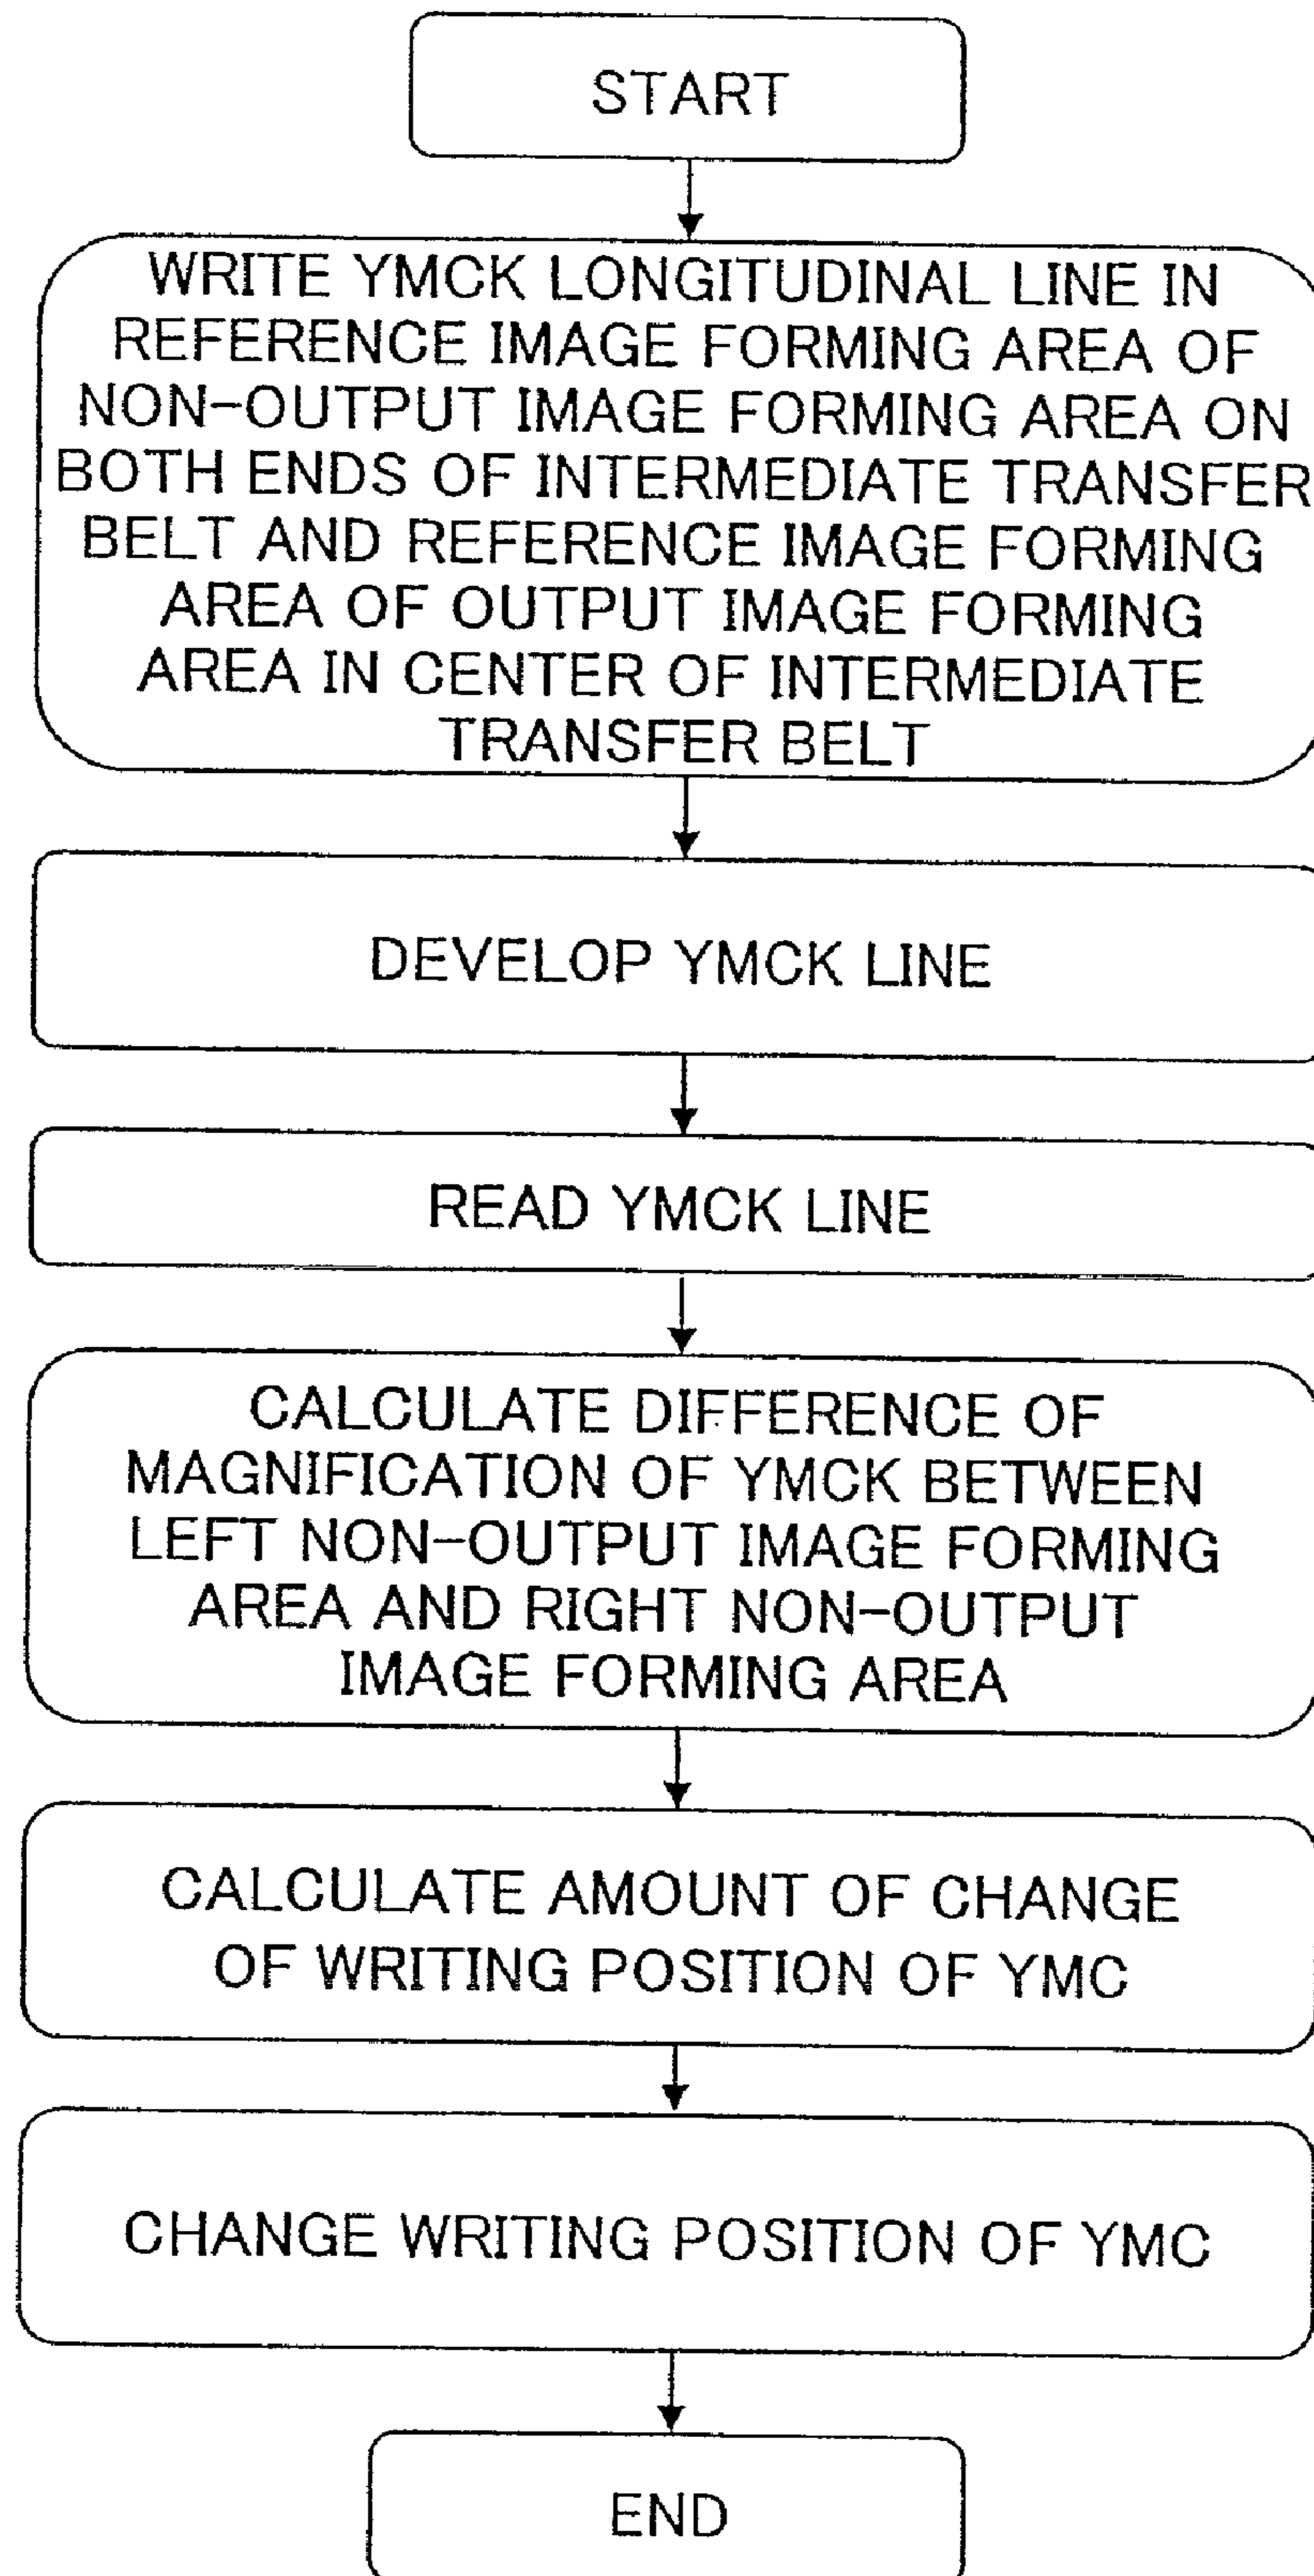 START
WRITE YMCK LONGITUDINAL LINE IN
REFERENCE IMAGE FORMING AREA OF
NON-OUTPUT IMAGE FORMING AREA ON
BOTH ENDS OF INTERMEDIATE TRANSFER
BELT AND REFERENCE IMAGE FORMING
AREA OF OUTPUT IMAGE FORMING
AREA IN CENTER OF INTERMEDIATE
TRANSFER BELT
DEVELOP YMCK LINE
READ YMCK LINE
CALCULATE DIFFERENCE OF
MAGNIFICATION OF YMCK BETWEEN
LEFT NON-OUTPUT IMAGE FORMING
AREA AND RIGHT NON-OUTPUT
IMAGE FORMING AREA
CALCULATE AMOUNT OF CHANGE
OF WRITING POSITION OF YMC
CHANGE WRITING POSITION OF YMC
END